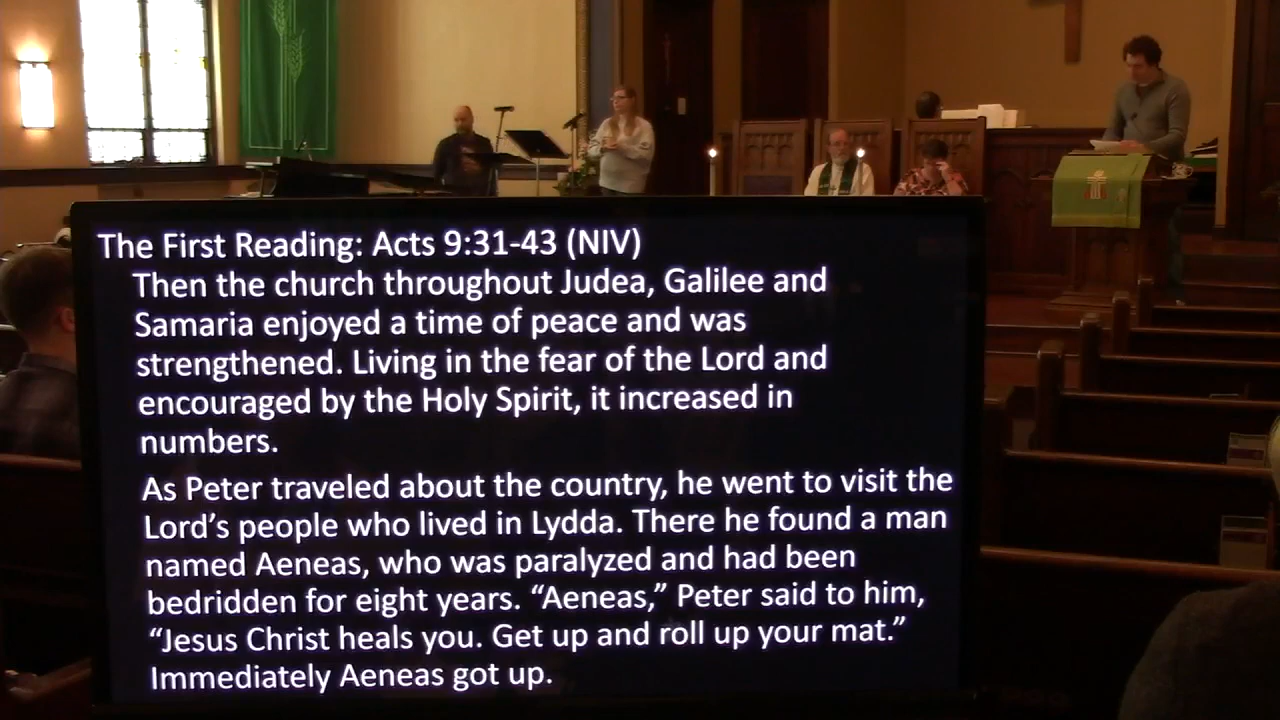 The First Reading: Acts 9:31-43 (NIV)
Then the church throughout Judea, Galilee and
Samaria enjoyed a time of peace and was
strengthened. Living in the fear of the Lord and
encouraged by the Holy Spirit, it increased in
numbers.
As Peter traveled about the country, he went to visit the
Lord’s people who lived in Lydda. There he found a man
named Aeneas, who was paralyzed and had been
bedridden for eight years. “Aeneas,” Peter said to him,
“Jesus Christ heals you. Get up and roll up your mat.”
Immediately Aeneas got up.